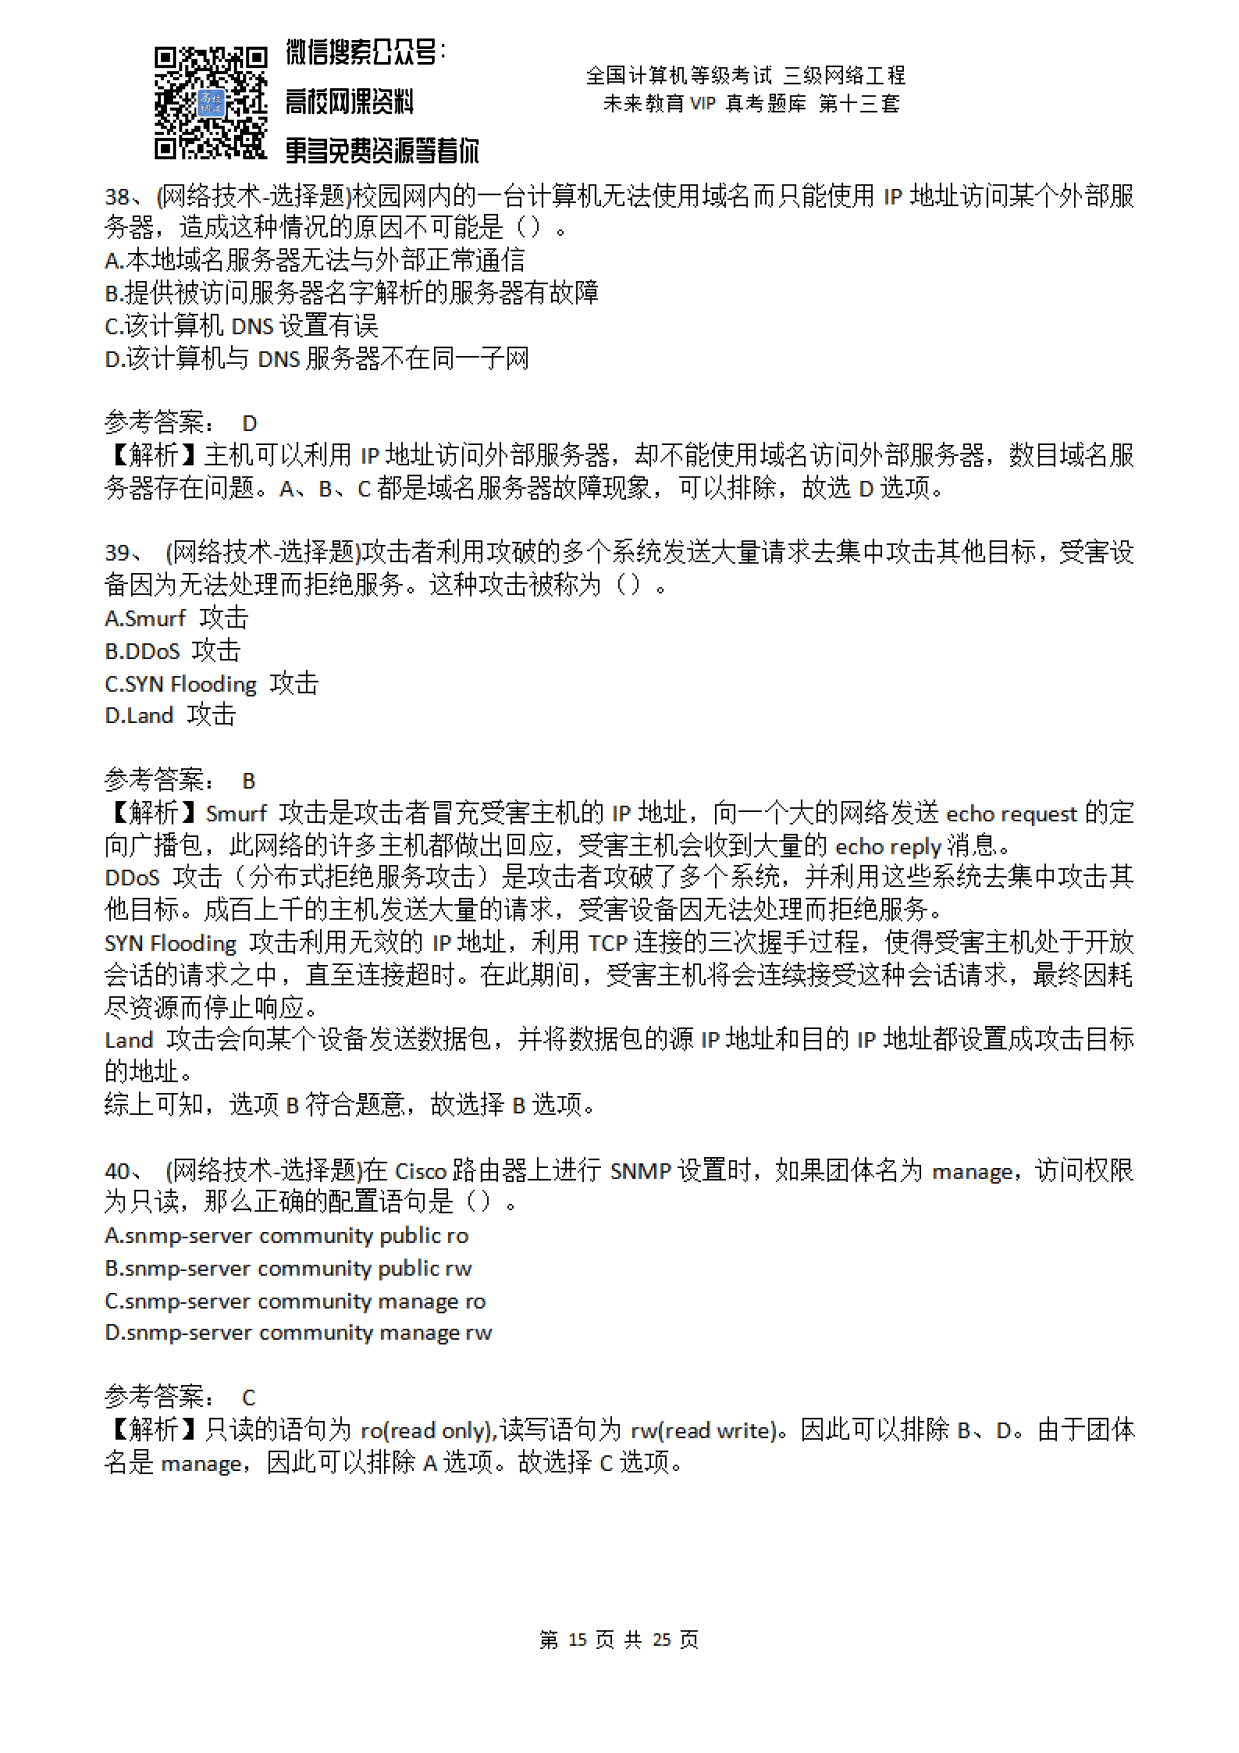 微信搜索公众号：
高校网课资料
更多免费资源等着你
全国计算机等级考试 三级网络工程
未来教育 VIP 真考题库 第十三套
38、(网络技术-选择题)校园网内的一台计算机无法使用域名而只能使用 IP 地址访问某个外部服
务器，造成这种情况的原因不可能是（）。
A.本地域名服务器无法与外部正常通信
B.提供被访问服务器名字解析的服务器有故障
C.该计算机 DNS 设置有误
D.该计算机与 DNS 服务器不在同一子网
参考答案： D
【解析】主机可以利用 IP 地址访问外部服务器，却不能使用域名访问外部服务器，数目域名服
务器存在问题。A、B、C 都是域名服务器故障现象，可以排除，故选 D 选项。
39、 (网络技术-选择题)攻击者利用攻破的多个系统发送大量请求去集中攻击其他目标，受害设
备因为无法处理而拒绝服务。这种攻击被称为（）。
A.Smurf 攻击
B.DDoS 攻击
C.SYN Flooding 攻击
D.Land 攻击
参考答案： B
【解析】Smurf 攻击是攻击者冒充受害主机的 IP 地址，向一个大的网络发送 echo request 的定
向广播包，此网络的许多主机都做出回应，受害主机会收到大量的 echo reply 消息。
DDoS 攻击（分布式拒绝服务攻击）是攻击者攻破了多个系统，并利用这些系统去集中攻击其
他目标。成百上千的主机发送大量的请求，受害设备因无法处理而拒绝服务。
SYN Flooding 攻击利用无效的 IP 地址，利用 TCP 连接的三次握手过程，使得受害主机处于开放
会话的请求之中，直至连接超时。在此期间，受害主机将会连续接受这种会话请求，最终因耗
尽资源而停止响应。
Land 攻击会向某个设备发送数据包，并将数据包的源 IP 地址和目的 IP 地址都设置成攻击目标
的地址。
综上可知，选项 B 符合题意，故选择 B 选项。
40、 (网络技术-选择题)在 Cisco 路由器上进行 SNMP 设置时，如果团体名为 manage，访问权限
为只读，那么正确的配置语句是（）。
A.snmp-server community public ro
B.snmp-server community public rw
C.snmp-server community manage ro
D.snmp-server community manage rw
参考答案： C
【解析】只读的语句为 ro(read only),读写语句为 rw(read write)。因此可以排除 B、D。由于团体
名是 manage，因此可以排除 A 选项。故选择 C 选项。
第 15 页 共 25 页